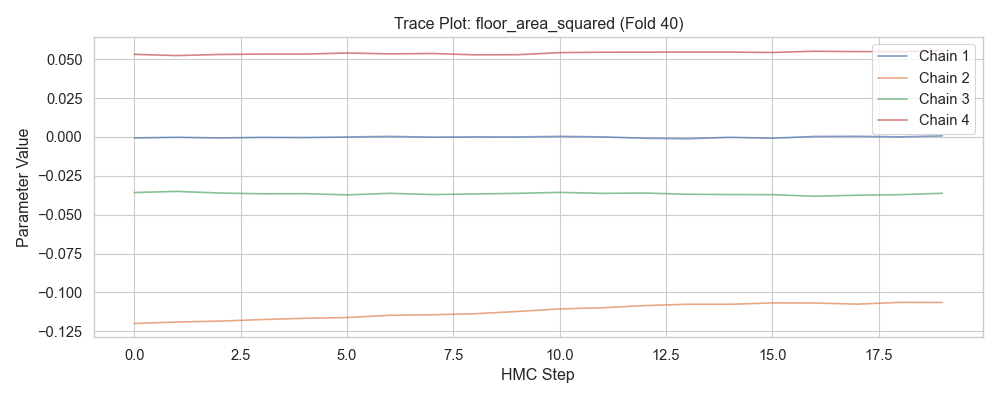 Trace Plot: floor_area_squared (Fold 40)
Parameter Value
0.050
0.025
0.000
−0.025
−0.050
−0.075
−0.100
−0.125
Chain 1
Chain 2
Chain 3
Chain 4
0.0 2.5 5.0 7.5 10.0 12.5 15.0 17.5
HMC Step